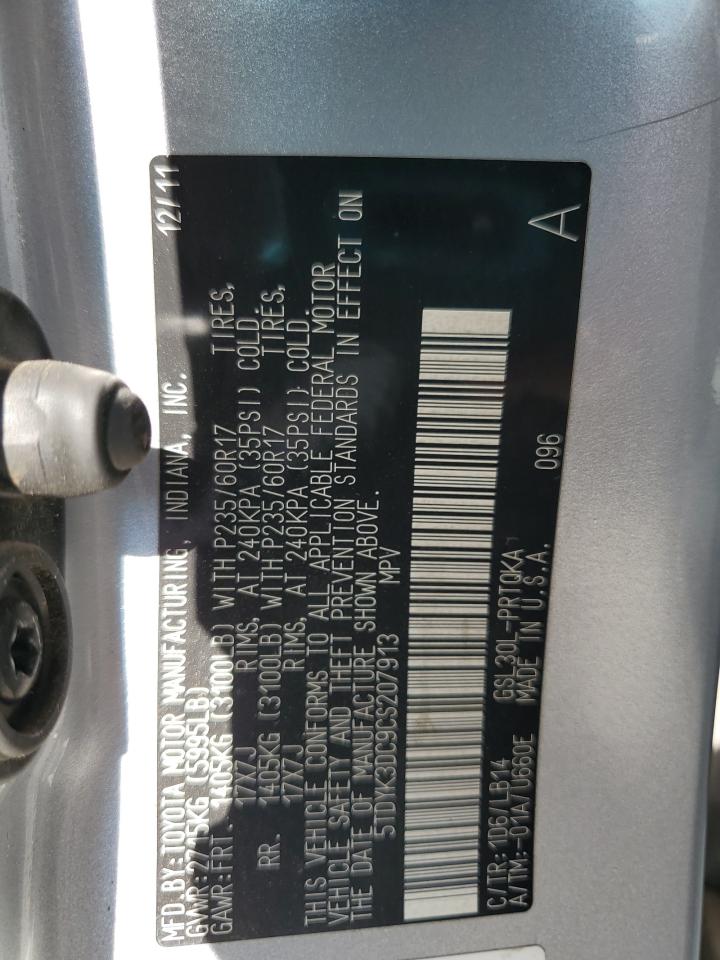 MFD. BY: TOYOTA MOTOR MANUFACTURING, INDIANA, INC. 12/11
GVWR: 2715KG (5995LB)
GAWR: FRT. 1405KG (3100LB) WITH P235/60R17 TIRES,
17X7J RIMS, AT 240KPA (35PSI) COLD.
RR. 1405KG (3100LB) WITH P235/60R17 TIRES,
17X7J RIMS, AT 240KPA (35PSI) COLD.
THIS VEHICLE CONFORMS TO ALL APPLICABLE FEDERAL MOTOR
VEHICLE SAFETY AND THEFT PREVENTION STANDARDS IN EFFECT ON
THE DATE OF MANUFACTURE SHOWN ABOVE.
5TDYK3DC9CS207913 MPV
C/TR: 1D6/LB14 GSL30L-PRTQKA 096
A/TM: -01A/U660E MADE IN U.S.A. A